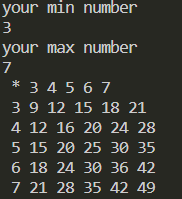 your min number
3
your max number
7
* 3 4 5 6 7
3 9 12 15 18 21
4 12 16 20 24 28
5 15 20 25 30 35
6 18 24 30 36 42
7 21 28 35 42 49